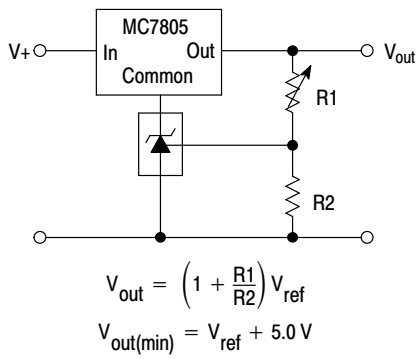 MC7805
V+ In Out V_out
Common
R1
R2
V_out = (1 + R1/R2) V_ref
V_out(min) = V_ref + 5.0 V